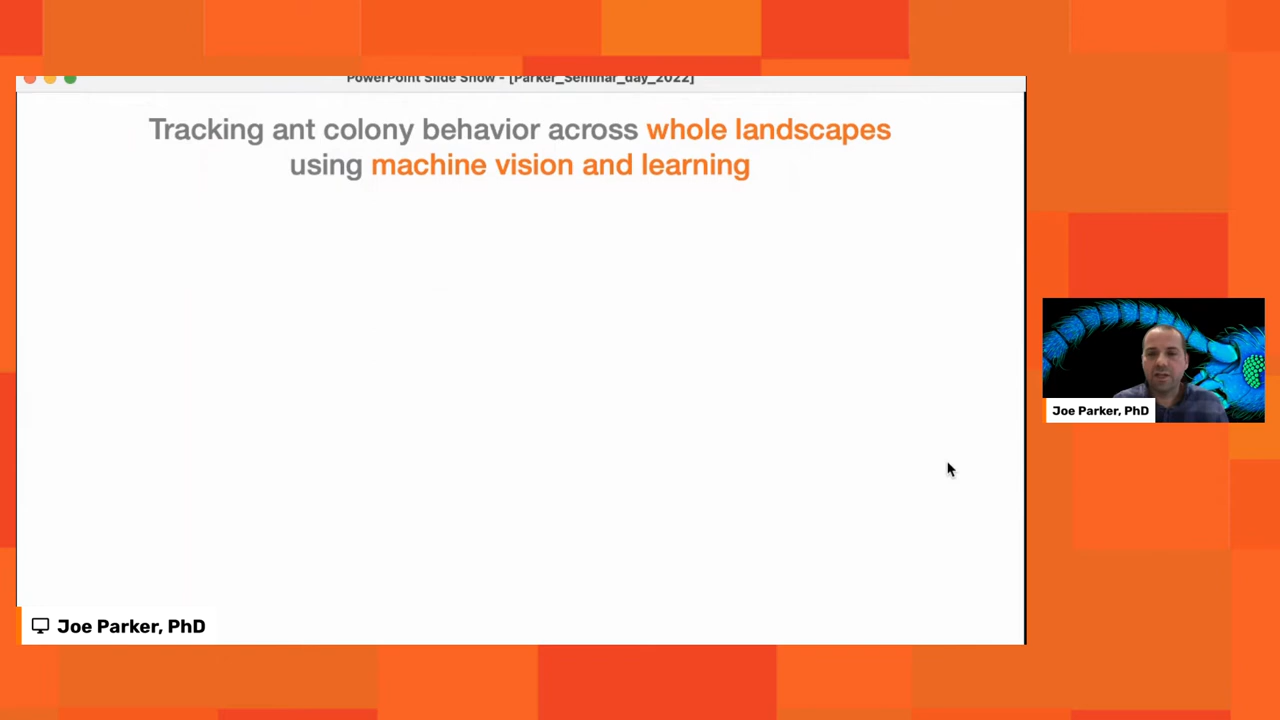 PowerPoint Slide Show - [Parker_Seminar_day_2022]
Tracking ant colony behavior across whole landscapes
using machine vision and learning
Joe Parker, PhD
Joe Parker, PhD